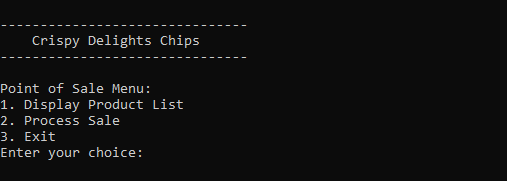 -------------------------------
    Crispy Delights Chips
-------------------------------
Point of Sale Menu:
1. Display Product List
2. Process Sale
3. Exit
Enter your choice: